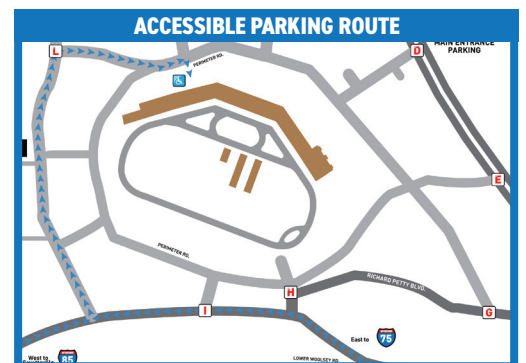 ACCESSIBLE PARKING ROUTE
L
PERIMETER RD.
D
MAIN ENTRANCE
PARKING
E
PERIMETER RD.
H
RICHARD PETTY BLVD.
I
G
East to
75
West to
85
LOWER WOOLSEY RD.